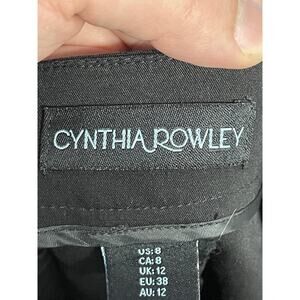 CYNTHIA ROWLEY
US: 8
CA: 8
UK: 12
EU: 38
AU: 12